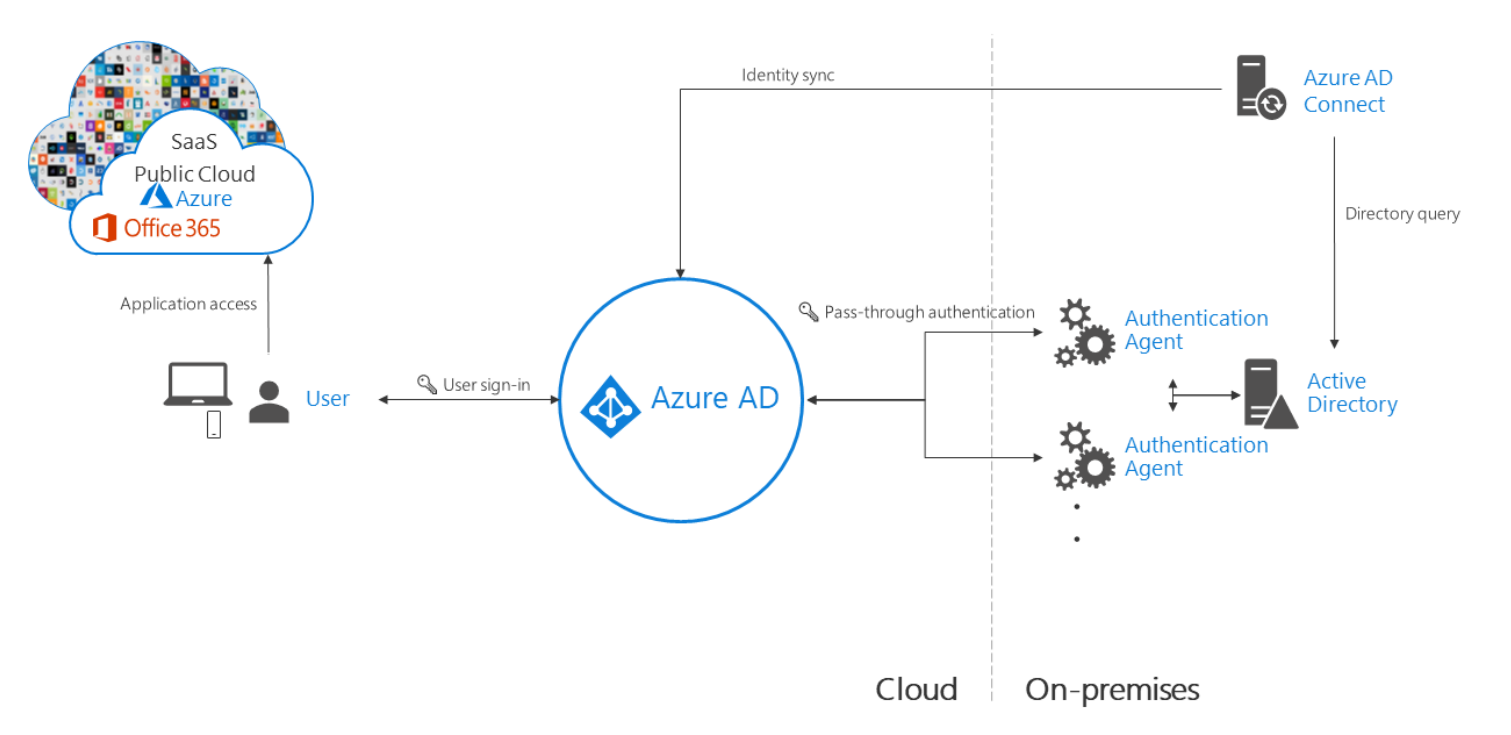 Identity sync
Azure AD
Connect
SaaS
Public Cloud
Azure
Office 365
Directory query
Application access
Pass-through authentication
Authentication
Agent
User
User sign-in
Azure AD
Active
Directory
Authentication
Agent
Cloud
On-premises